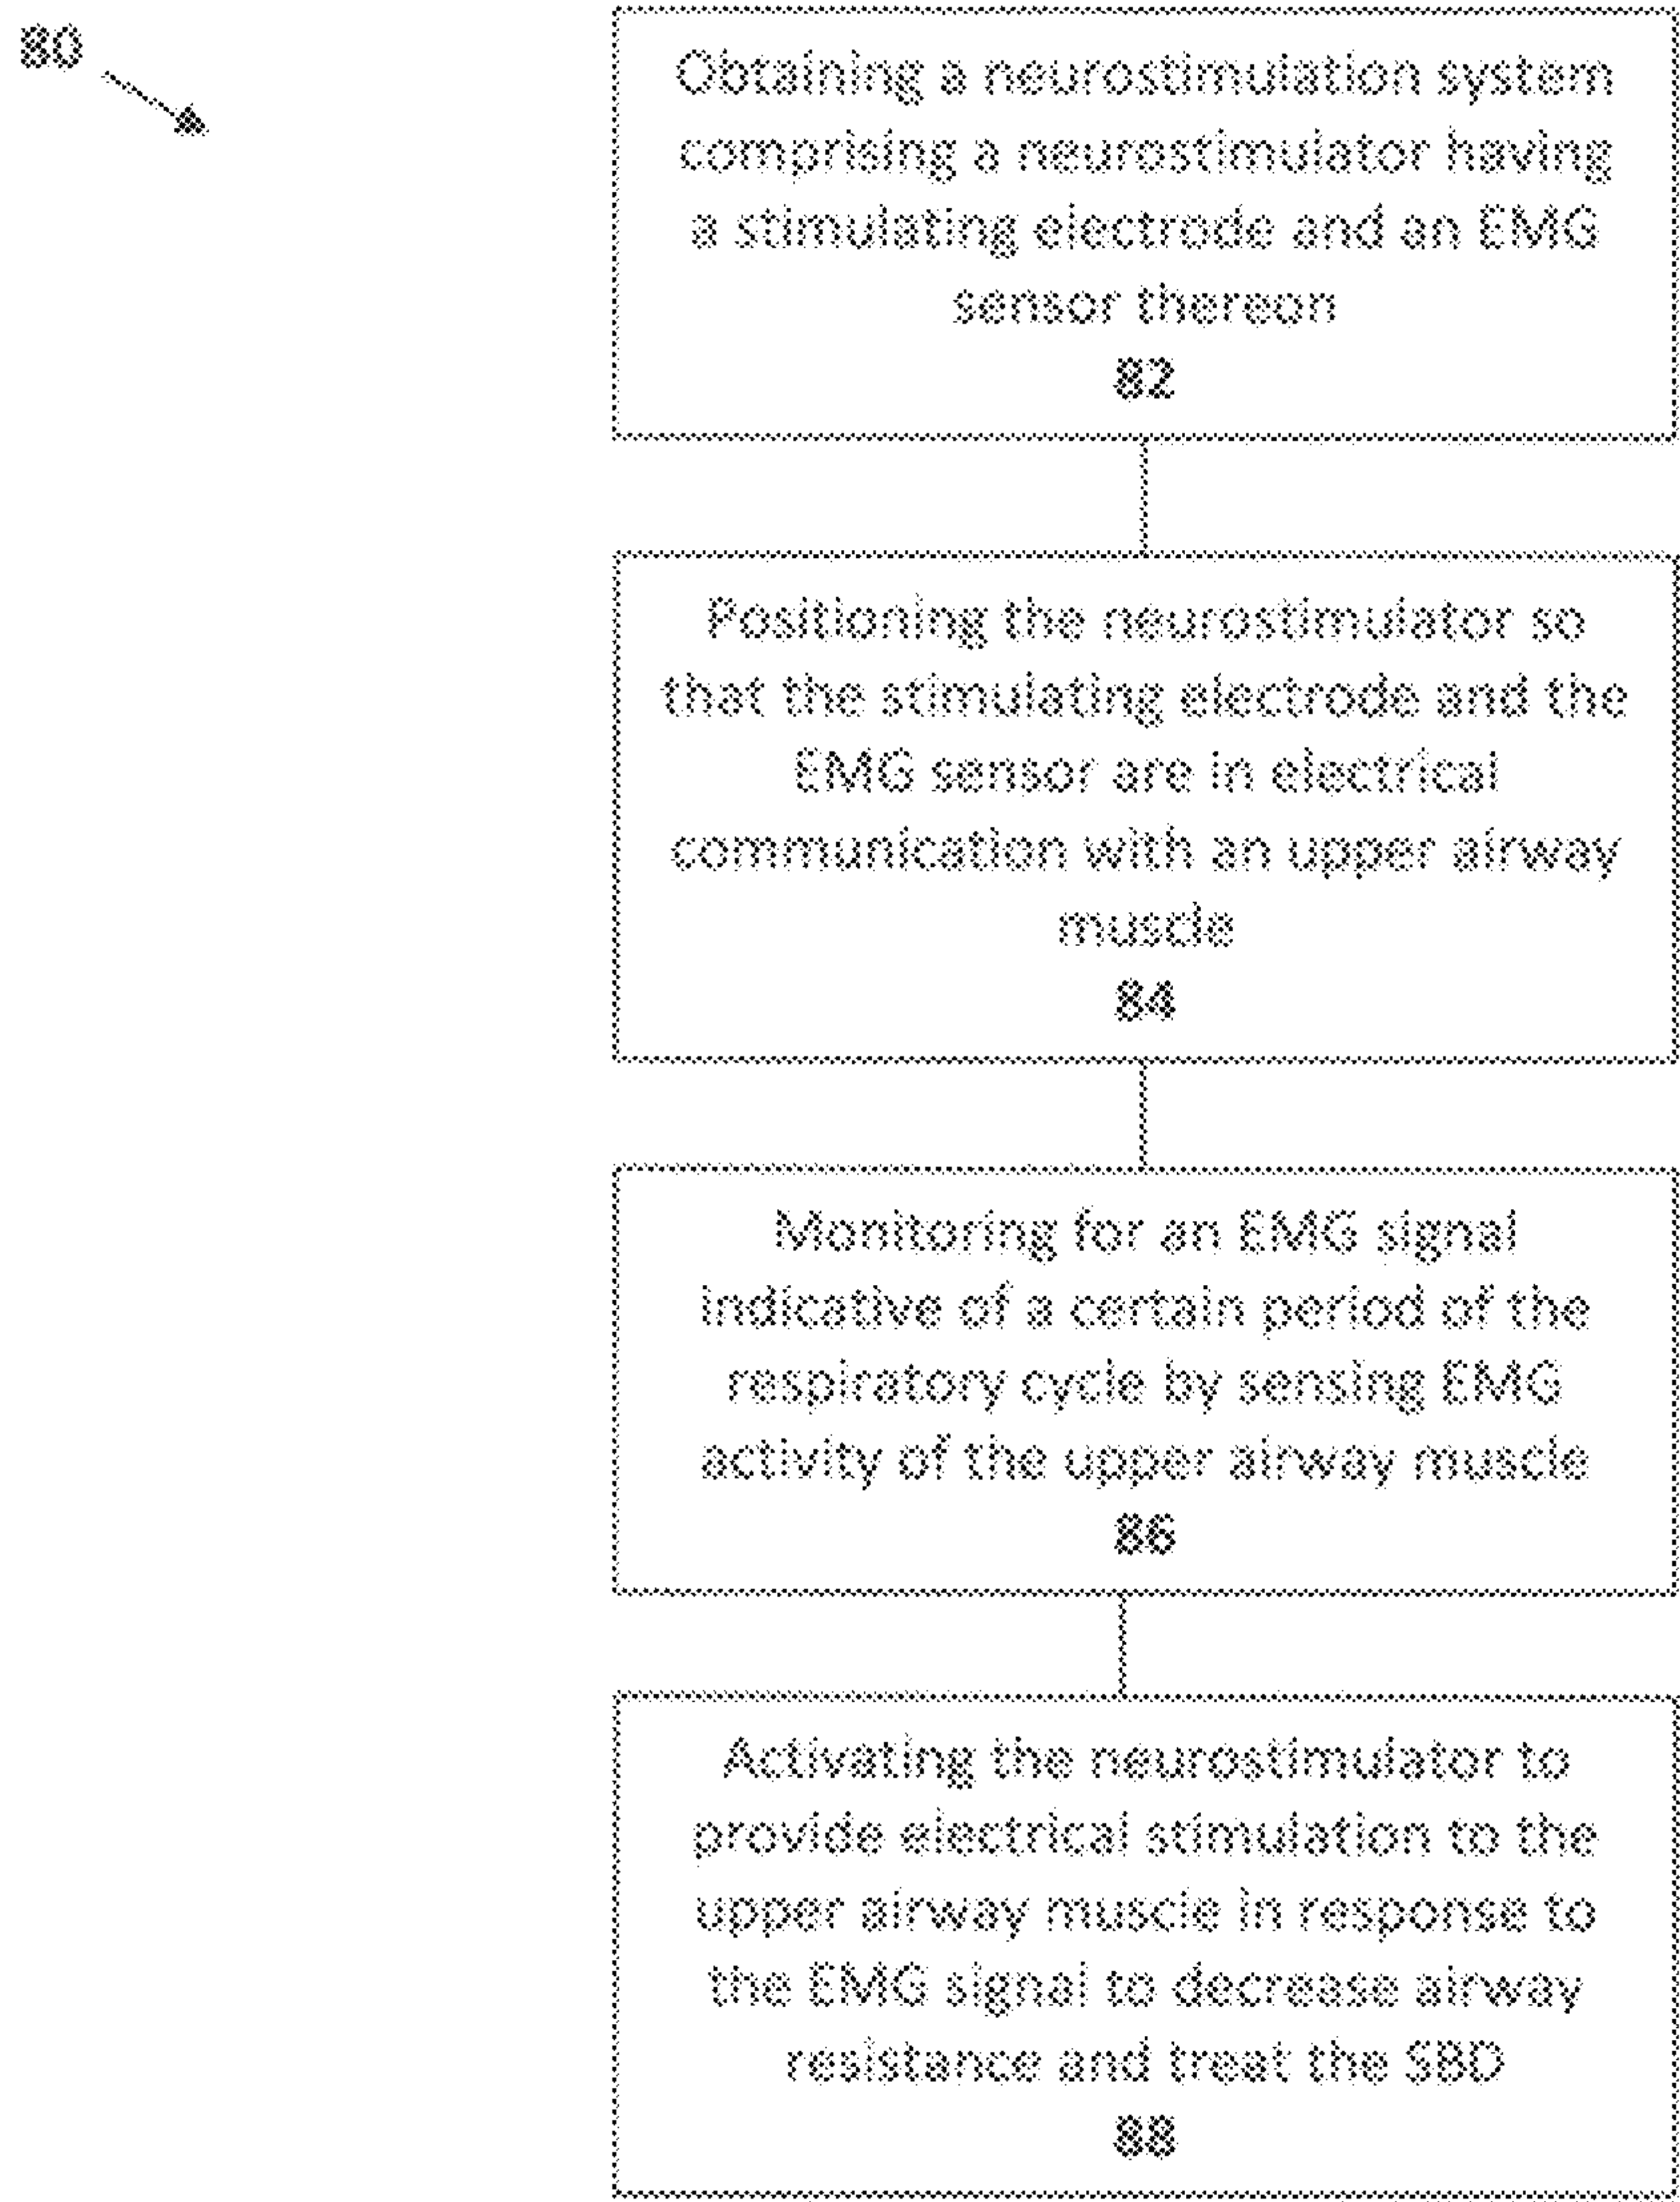 80
Obtaining a neurostimulation system
comprising a neurostimulator having
a stimulating electrode and an EMG
sensor thereon
82
Positioning the neurostimulator so
that the stimulating electrode and the
EMG sensor are in electrical
communication with an upper airway
muscle
84
Monitoring for an EMG signal
indicative of a certain period of the
respiratory cycle by sensing EMG
activity of the upper airway muscle
86
Activating the neurostimulator to
provide electrical stimulation to the
upper airway muscle in response to
the EMG signal to decrease airway
resistance and treat the SBD
88